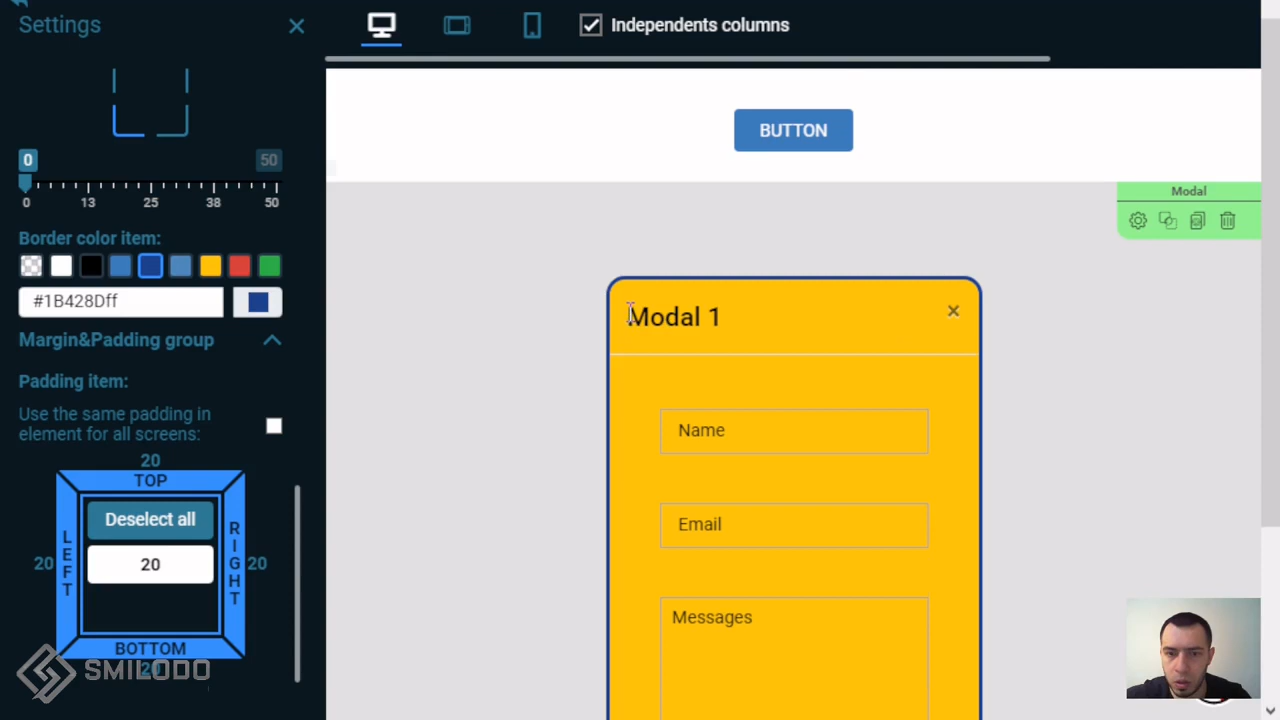 Settings
Independents columns
0
50
0 13 25 38 50
Border color item:
#1B428Dff
Margin&Padding group
Padding item:
Use the same padding in
element for all screens:
20
TOP
Deselect all
20
LEFT
20
RIGHT
20
BOTTOM
20
SMILODO
BUTTON
Modal
Modal 1
×
Name
Email
Messages